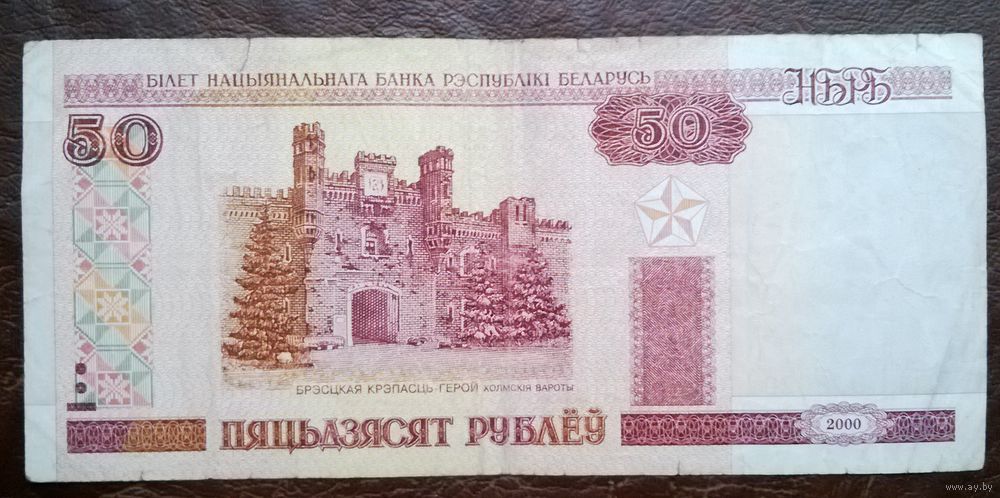 БІЛЕТ НАЦЫЯНАЛЬНАГА БАНКА РЭСПУБЛІКІ БЕЛАРУСЬ
НБРБ
50
50
БРЭСЦКАЯ КРЭПАСЦЬ ГЕРОЙ ХОЛМСКІЯ ВАРОТЫ
ПЯЦЬДЗЯСЯТ РУБЛЁЎ
2000
www.ay.by